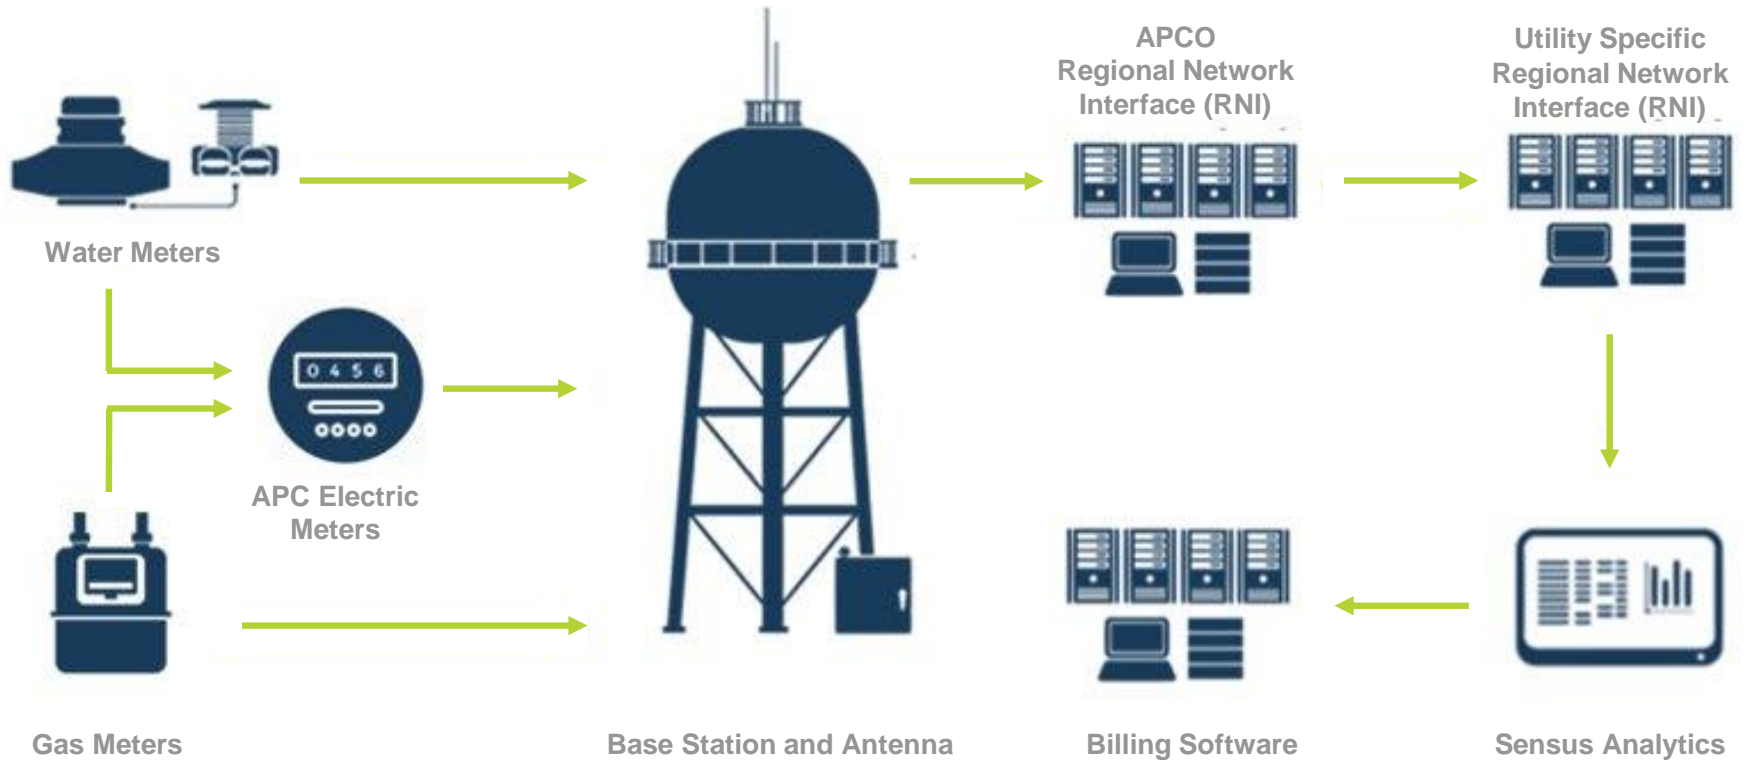 APCO
Regional Network
Interface (RNI)
Utility Specific
Regional Network
Interface (RNI)
Water Meters
0 4 5 6
APC Electric
Meters
Gas Meters
Base Station and Antenna
Billing Software
Sensus Analytics